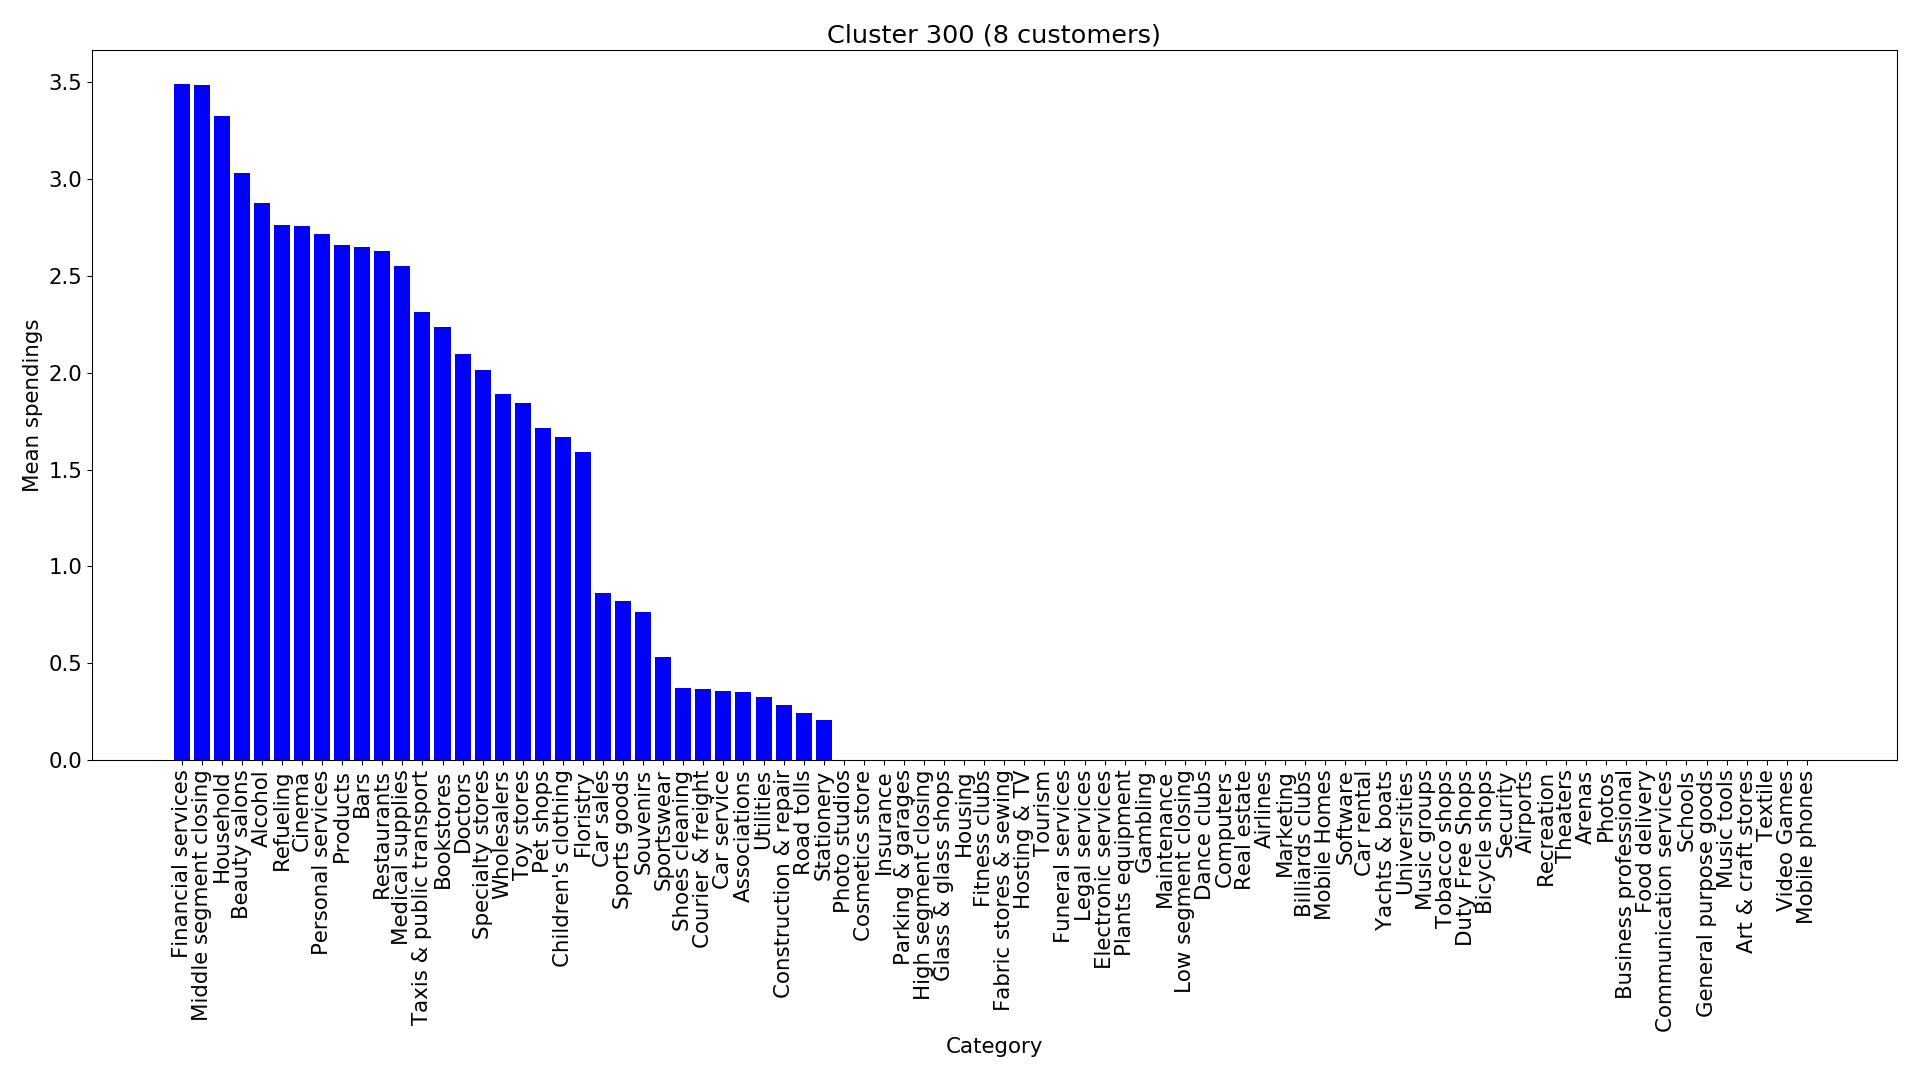 Cluster 300 (8 customers)
Mean spendings
3.5
3.0
2.5
2.0
1.5
1.0
0.5
0.0
Financial services
Middle segment closing
Household
Beauty salons
Alcohol
Refueling
Cinema
Personal services
Products
Bars
Restaurants
Medical supplies
Taxis & public transport
Bookstores
Doctors
Specialty stores
Wholesalers
Toy stores
Pet shops
Children's clothing
Floristry
Car sales
Sports goods
Souvenirs
Sportswear
Shoes cleaning
Courier & freight
Car service
Associations
Utilities
Construction & repair
Road tolls
Stationery
Photo studios
Cosmetics store
Insurance
Parking & garages
High segment closing
Glass & glass shops
Housing
Fitness clubs
Fabric stores & sewing
Hosting & TV
Tourism
Funeral services
Legal services
Electronic services
Plants equipment
Gambling
Maintenance
Low segment closing
Dance clubs
Computers
Real estate
Airlines
Marketing
Billiards clubs
Mobile Homes
Software
Car rental
Yachts & boats
Universities
Music groups
Tobacco shops
Duty Free Shops
Bicycle shops
Security
Airports
Recreation
Theaters
Arenas
Photos
Business professional
Food delivery
Communication services
Schools
General purpose goods
Music tools
Art & craft stores
Textile
Video Games
Mobile phones
Category